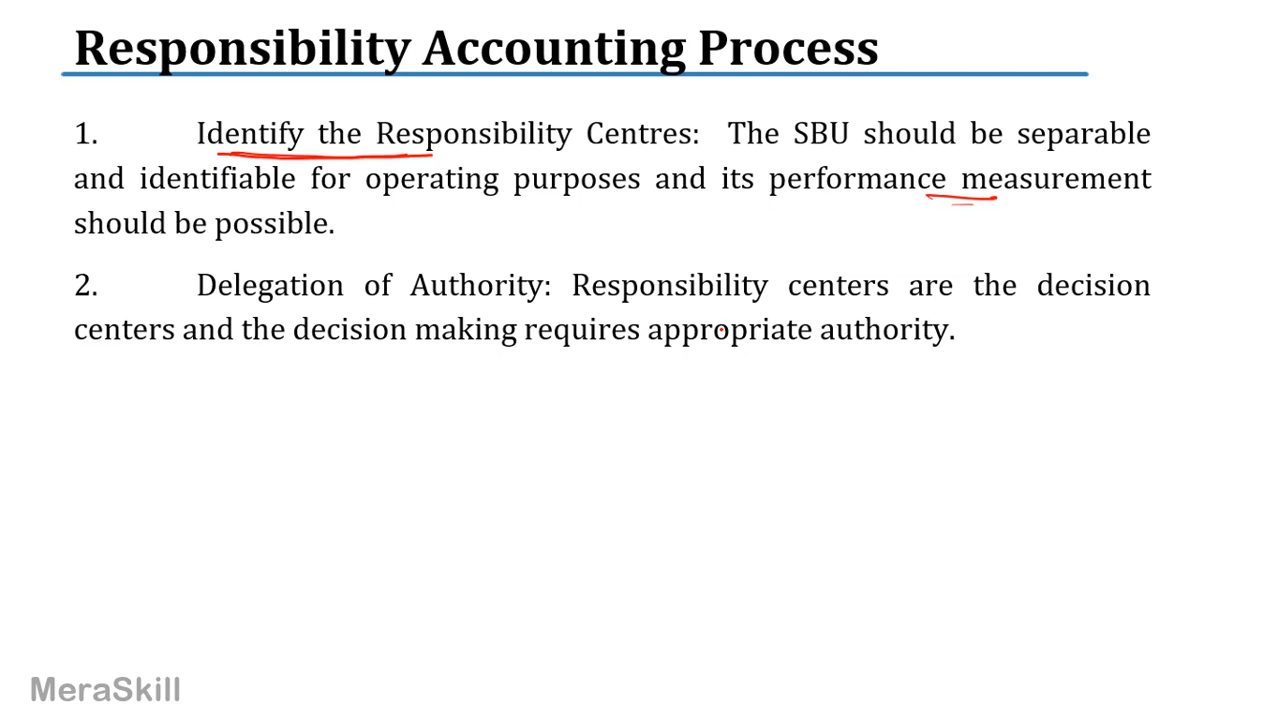 Responsibility Accounting Process
1. Identify the Responsibility Centres: The SBU should be separable
and identifiable for operating purposes and its performance measurement
should be possible.
2. Delegation of Authority: Responsibility centers are the decision
centers and the decision making requires appropriate authority.
MeraSkill